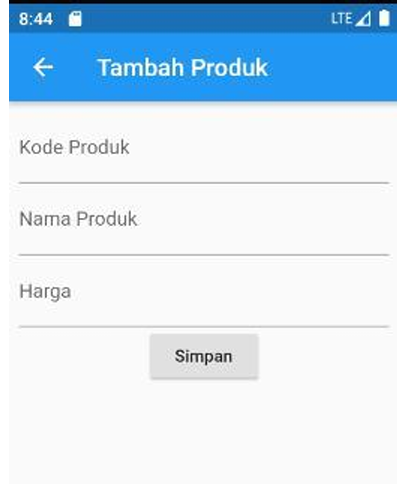 8:44 LTE
Tambah Produk
Kode Produk
Nama Produk
Harga
Simpan